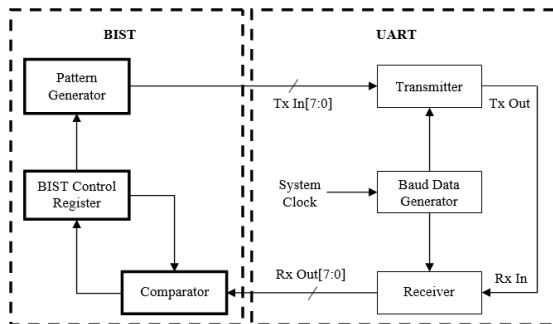 BIST
UART
Pattern
Generator
Tx In[7:0]
Transmitter
Tx Out
BIST Control
Register
System
Clock
Baud Data
Generator
Comparator
Rx Out[7:0]
Receiver
Rx In